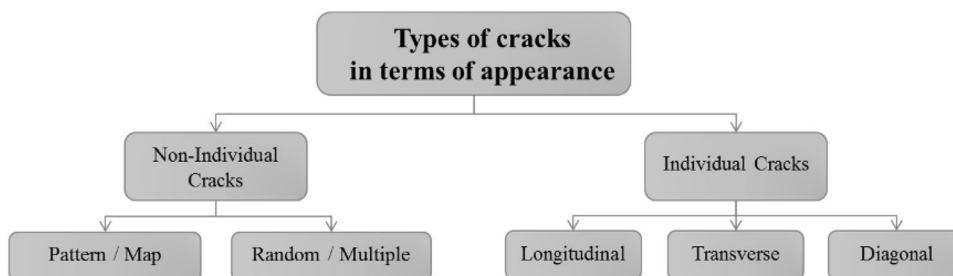 Types of cracks
in terms of appearance
Non-Individual
Cracks
Individual Cracks
Pattern / Map
Random / Multiple
Longitudinal
Transverse
Diagonal